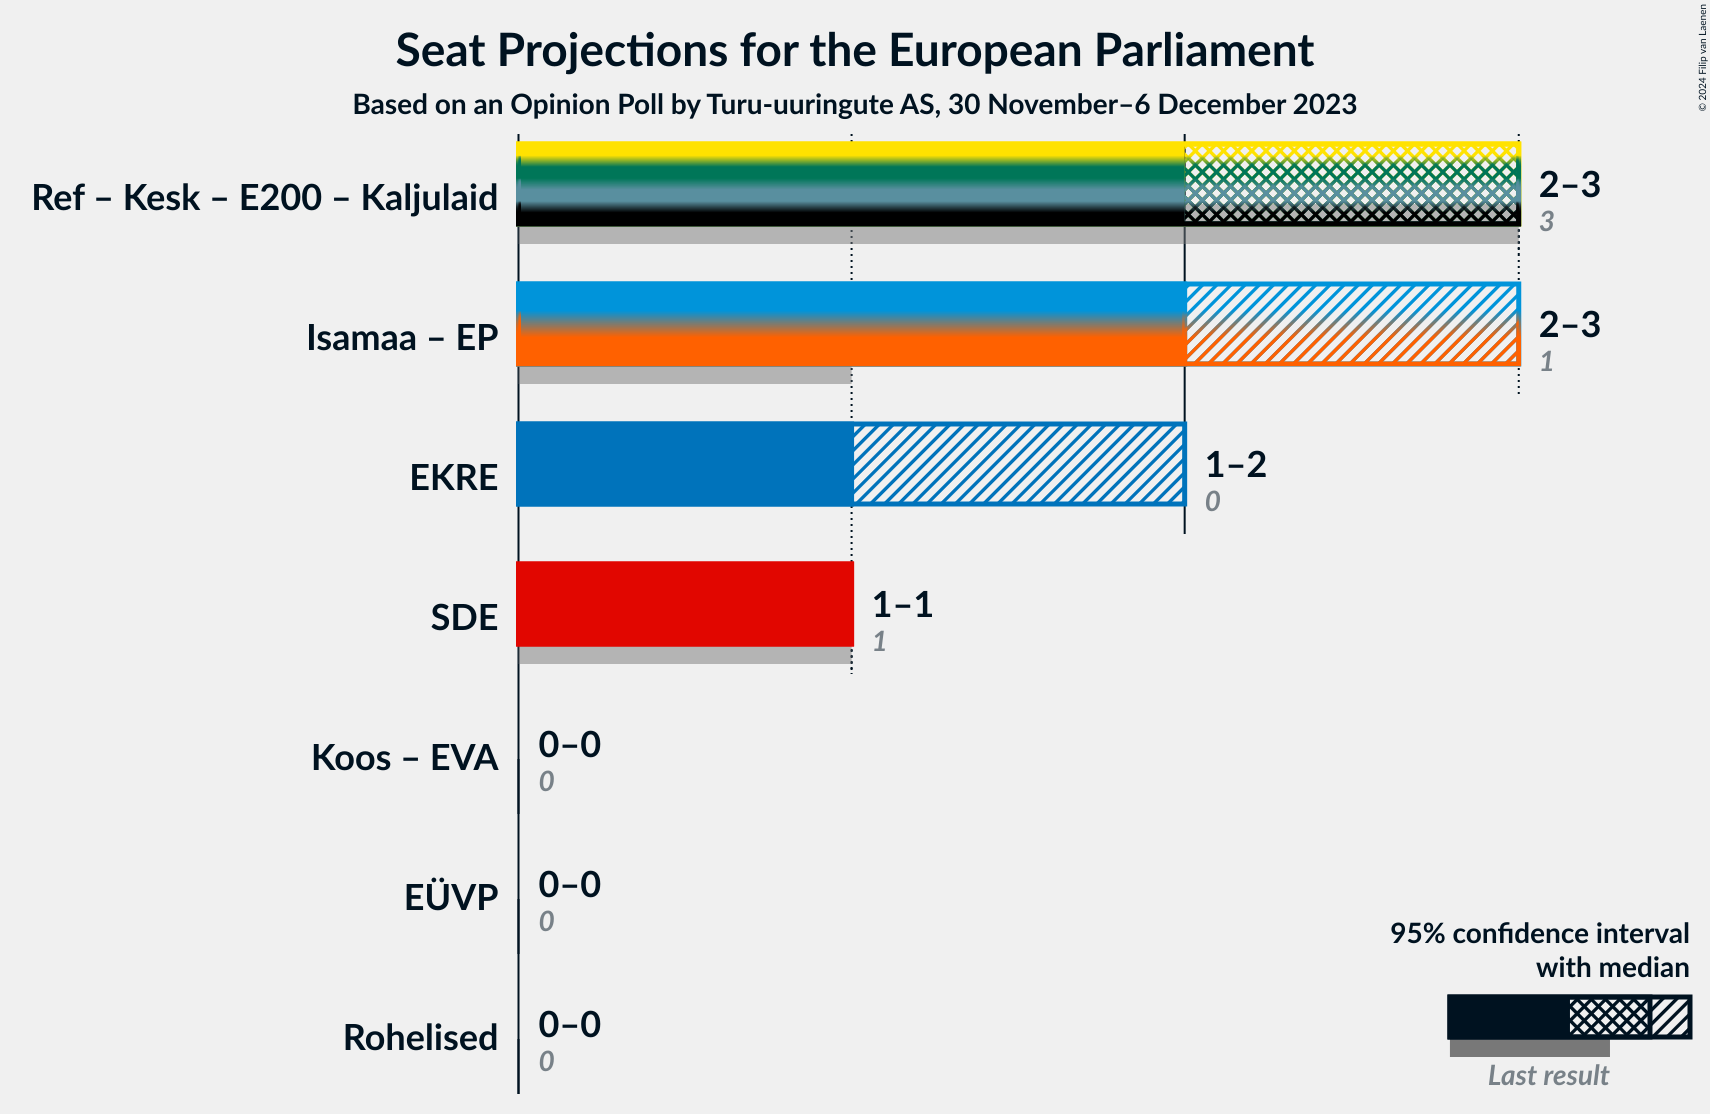 Seat Projections for the European Parliament
Based on an Opinion Poll by Turu-uuringute AS, 30 November–6 December 2023
© 2024 Filip van Laenen
Ref – Kesk – E200 – Kaljulaid
2–3
3
Isamaa – EP
2–3
1
EKRE
1–2
0
SDE
1–1
1
Koos – EVA
0–0
0
EÜVP
0–0
0
Rohelised
0–0
0
95% confidence interval
with median
Last result